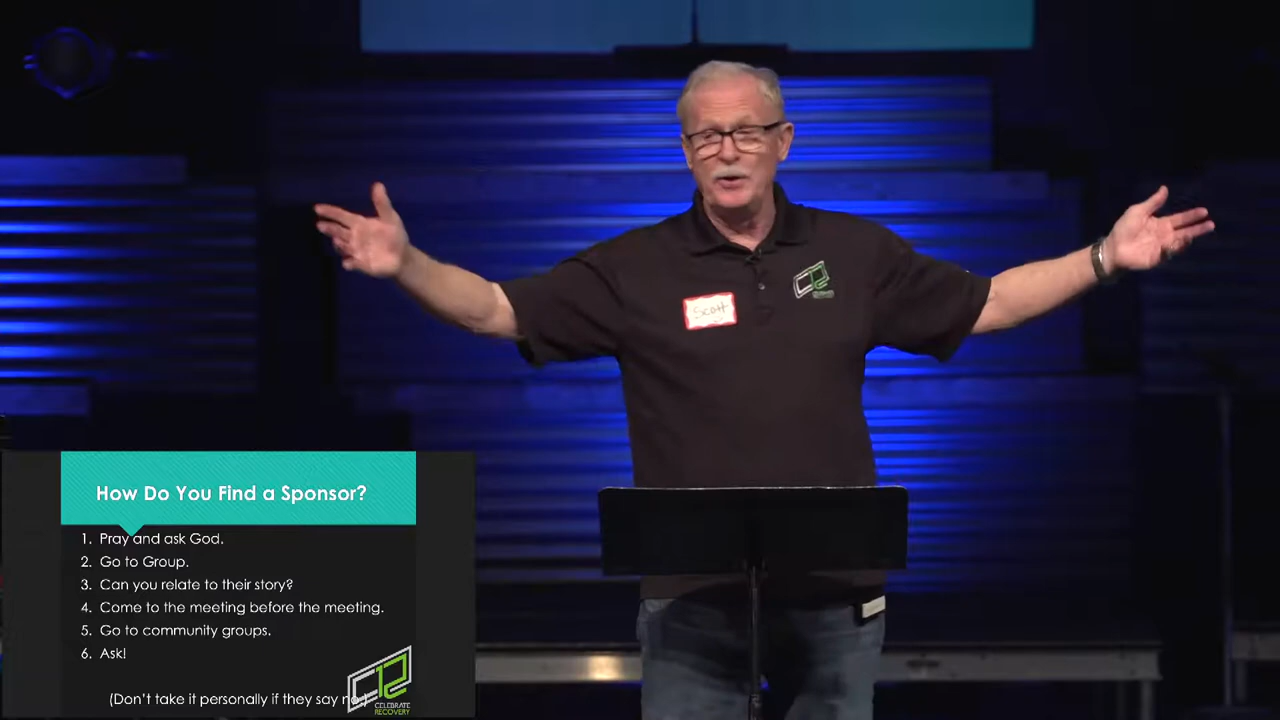 Scott
How Do You Find a Sponsor?
1. Pray and ask God.
2. Go to Group.
3. Can you relate to their story?
4. Come to the meeting before the meeting.
5. Go to community groups.
6. Ask!
(Don't take it personally if they say no.)
CELEBRATE
RECOVERY